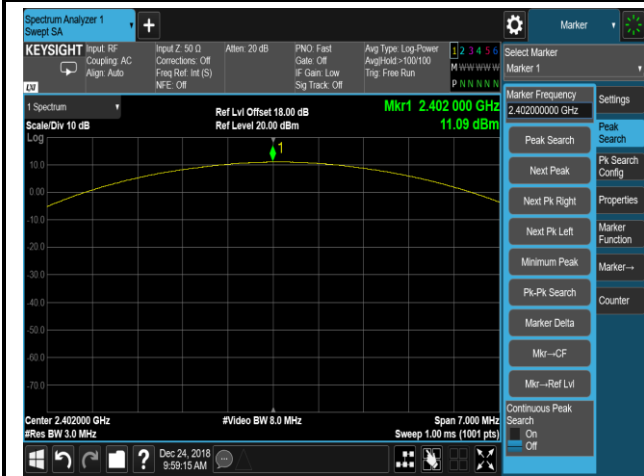 Spectrum Analyzer 1
Swept SA
Marker
KEYSIGHT
Input: RF
Coupling: AC
Align: Auto
Input Z: 50 Ω
Corrections: Off
Freq Ref: Int (S)
NFE: Off
Atten: 20 dB
PNO: Fast
Gate: Off
IF Gain: Low
Sig Track: Off
Avg Type: Log-Power
Avg|Hold:>100/100
Trig: Free Run
1 2 3 4 5 6
M W W W W W
P N N N N N
LXI
Select Marker
Marker 1
1 Spectrum
Scale/Div 10 dB
Ref Lvl Offset 18.00 dB
Ref Level 20.00 dBm
Mkr1 2.402 000 GHz
11.09 dBm
Log
1
10.0
0.00
-10.0
-20.0
-30.0
-40.0
-50.0
-60.0
-70.0
Center 2.402000 GHz
#Res BW 3.0 MHz
#Video BW 8.0 MHz
Span 7.000 MHz
Sweep 1.00 ms (1001 pts)
Marker Frequency
2.402000000 GHz
Peak Search
Next Peak
Next Pk Right
Next Pk Left
Minimum Peak
Pk-Pk Search
Marker Delta
Mkr→CF
Mkr→Ref Lvl
Continuous Peak
Search
On
Off
Settings
Peak
Search
Pk Search
Config
Properties
Marker
Function
Marker→
Counter
Dec 24, 2018
9:59:15 AM